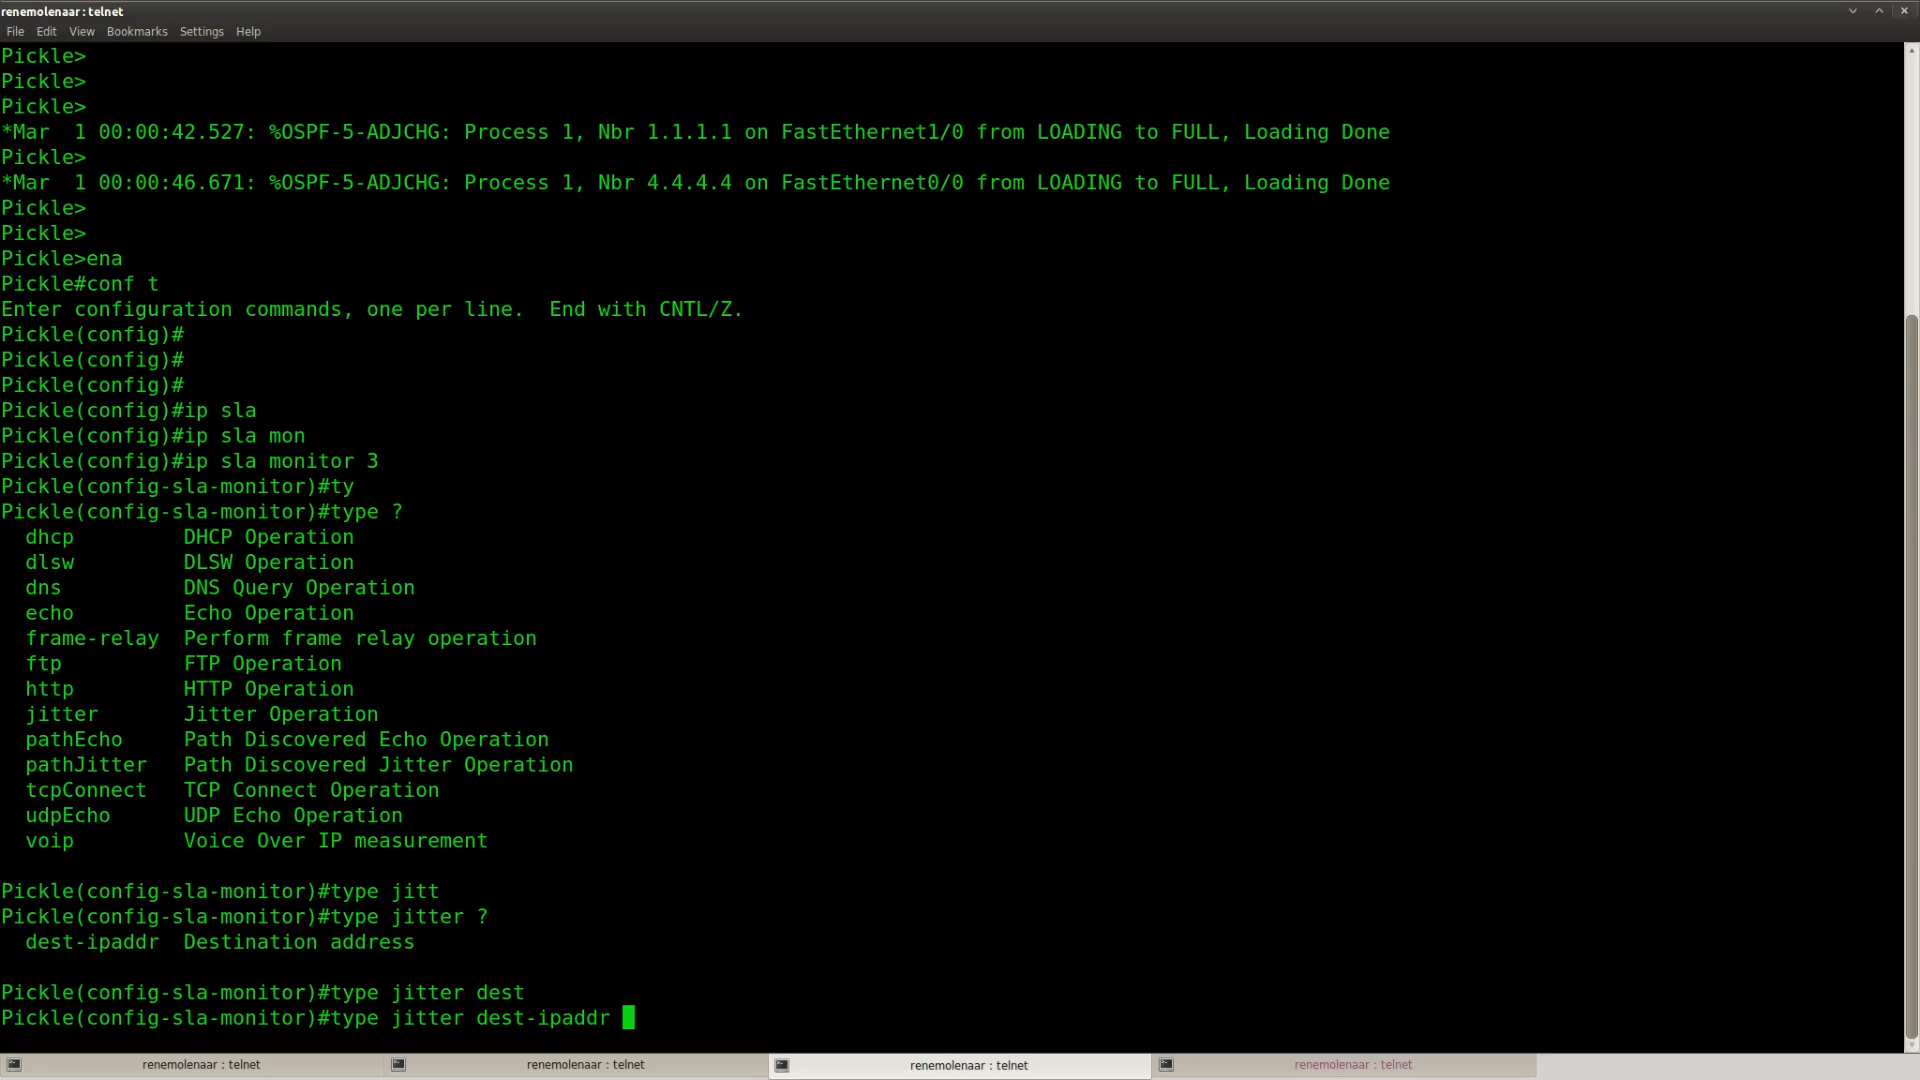 renemolenaar : telnet
File Edit View Bookmarks Settings Help
Pickle>
Pickle>
Pickle>
*Mar  1 00:00:42.527: %OSPF-5-ADJCHG: Process 1, Nbr 1.1.1.1 on FastEthernet1/0 from LOADING to FULL, Loading Done
Pickle>
*Mar  1 00:00:46.671: %OSPF-5-ADJCHG: Process 1, Nbr 4.4.4.4 on FastEthernet0/0 from LOADING to FULL, Loading Done
Pickle>
Pickle>
Pickle>ena
Pickle#conf t
Enter configuration commands, one per line.  End with CNTL/Z.
Pickle(config)#
Pickle(config)#
Pickle(config)#
Pickle(config)#ip sla
Pickle(config)#ip sla mon
Pickle(config)#ip sla monitor 3
Pickle(config-sla-monitor)#ty
Pickle(config-sla-monitor)#type ?
  dhcp         DHCP Operation
  dlsw         DLSW Operation
  dns          DNS Query Operation
  echo         Echo Operation
  frame-relay  Perform frame relay operation
  ftp          FTP Operation
  http         HTTP Operation
  jitter       Jitter Operation
  pathEcho     Path Discovered Echo Operation
  pathJitter   Path Discovered Jitter Operation
  tcpConnect   TCP Connect Operation
  udpEcho      UDP Echo Operation
  voip         Voice Over IP measurement
Pickle(config-sla-monitor)#type jitt
Pickle(config-sla-monitor)#type jitter ?
  dest-ipaddr  Destination address
Pickle(config-sla-monitor)#type jitter dest
Pickle(config-sla-monitor)#type jitter dest-ipaddr
renemolenaar : telnet renemolenaar : telnet renemolenaar : telnet renemolenaar : telnet